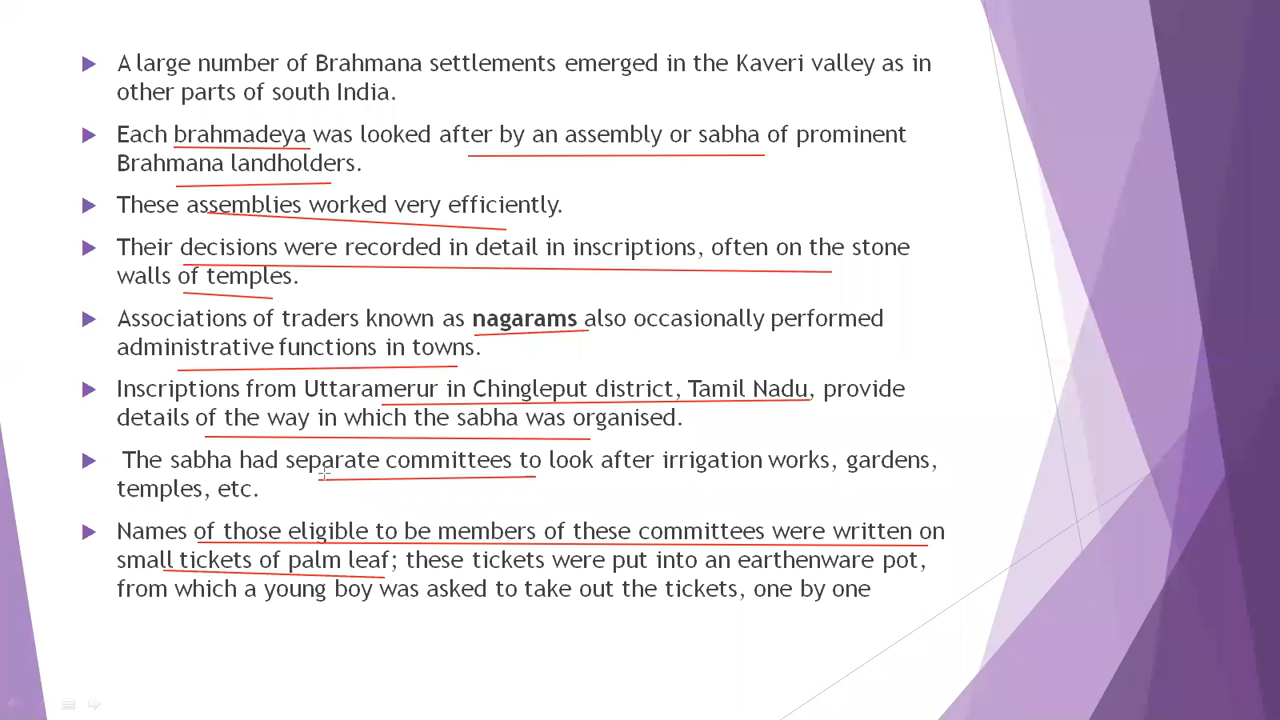 A large number of Brahmana settlements emerged in the Kaveri valley as in
other parts of south India.
Each brahmadeya was looked after by an assembly or sabha of prominent
Brahmana landholders.
These assemblies worked very efficiently.
Their decisions were recorded in detail in inscriptions, often on the stone
walls of temples.
Associations of traders known as nagarams also occasionally performed
administrative functions in towns.
Inscriptions from Uttaramerur in Chingleput district, Tamil Nadu, provide
details of the way in which the sabha was organised.
The sabha had separate committees to look after irrigation works, gardens,
temples, etc.
Names of those eligible to be members of these committees were written on
small tickets of palm leaf; these tickets were put into an earthenware pot,
from which a young boy was asked to take out the tickets, one by one